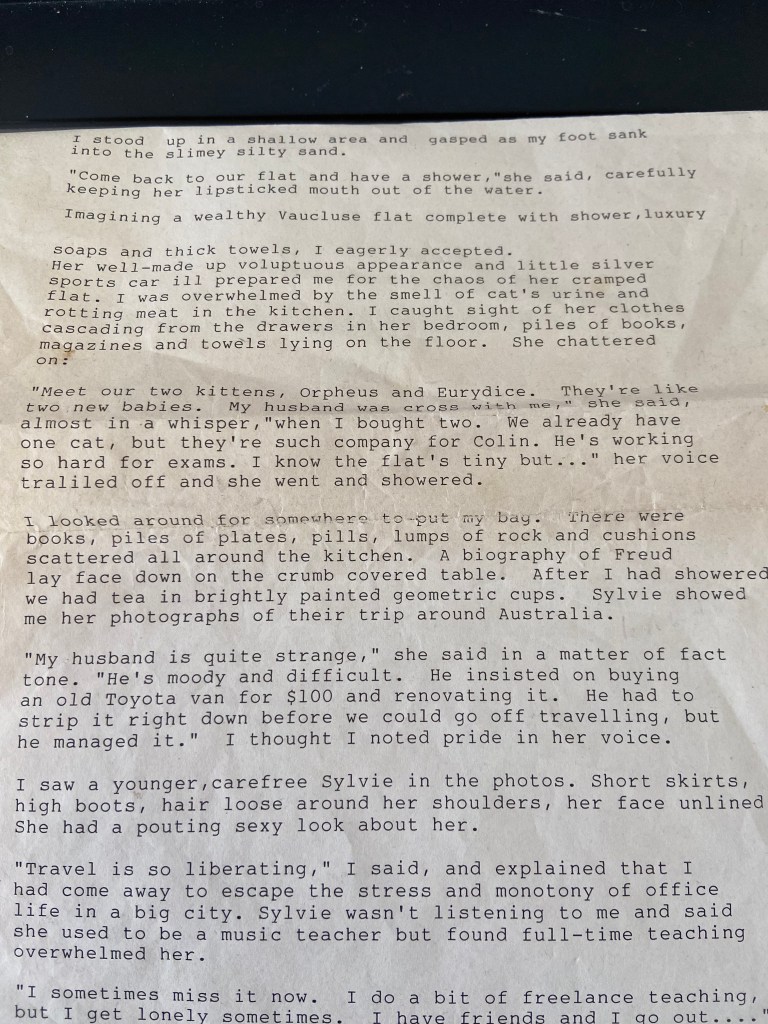 I stood up in a shallow area and gasped as my foot sank
into the slimey silty sand.
"Come back to our flat and have a shower,"she said, carefully
keeping her lipsticked mouth out of the water.
Imagining a wealthy Vaucluse flat complete with shower,luxury
soaps and thick towels, I eagerly accepted.
Her well-made up voluptuous appearance and little silver
sports car ill prepared me for the chaos of her cramped
flat. I was overwhelmed by the smell of cat's urine and
rotting meat in the kitchen. I caught sight of her clothes
cascading from the drawers in her bedroom, piles of books,
magazines and towels lying on the floor. She chattered
on:
"Meet our two kittens, Orpheus and Eurydice. They're like
two new babies. My husband was cross with me," she said,
almost in a whisper,"when I bought two. We already have
one cat, but they're such company for Colin. He's working
so hard for exams. I know the flat's tiny but..." her voice
traliled off and she went and showered.
I looked around for somewhere to put my bag. There were
books, piles of plates, pills, lumps of rock and cushions
scattered all around the kitchen. A biography of Freud
lay face down on the crumb covered table. After I had showered
we had tea in brightly painted geometric cups. Sylvie showed
me her photographs of their trip around Australia.
"My husband is quite strange," she said in a matter of fact
tone. "He's moody and difficult. He insisted on buying
an old Toyota van for $100 and renovating it. He had to
strip it right down before we could go off travelling, but
he managed it." I thought I noted pride in her voice.
I saw a younger,carefree Sylvie in the photos. Short skirts,
high boots, hair loose around her shoulders, her face unlined
She had a pouting sexy look about her.
"Travel is so liberating," I said, and explained that I
had come away to escape the stress and monotony of office
life in a big city. Sylvie wasn't listening to me and said
she used to be a music teacher but found full-time teaching
overwhelmed her.
"I sometimes miss it now. I do a bit of freelance teaching,
but I get lonely sometimes. I have friends and I go out...."